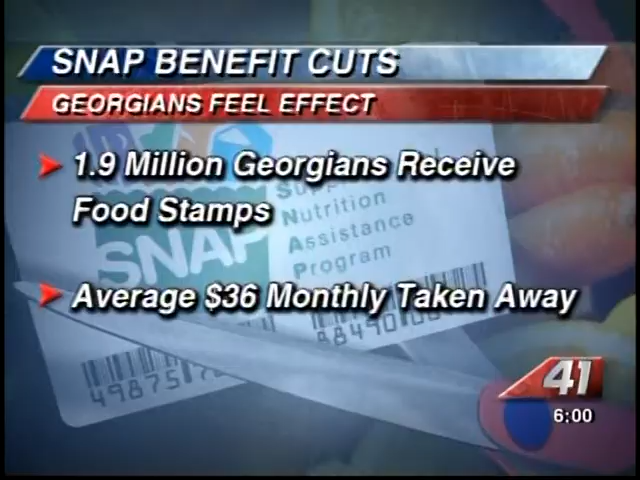 SNAP BENEFIT CUTS
GEORGIANS FEEL EFFECT
1.9 Million Georgians Receive
Food Stamps
Average $36 Monthly Taken Away
SNAP
Nutrition
Assistance
Program
41
6:00